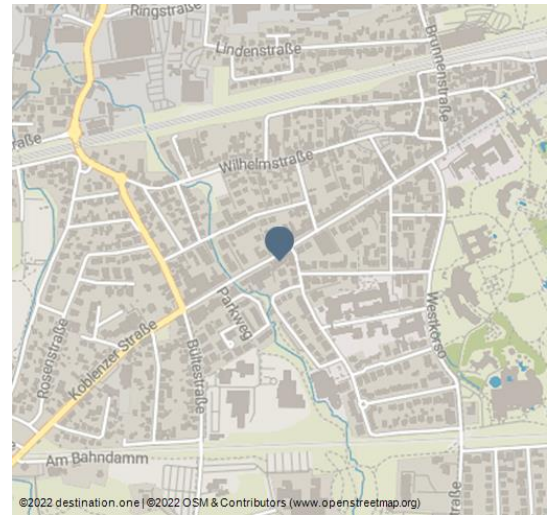 Ringstraße
Lindenstraße
Brunnenstraße
raße
Wilhelmstraße
Parkweg
Westkorso
Rosenstraße
Koblenzer Straße
Bültestraße
e
Am Bahndamm
straße
©2022 destination.one | ©2022 OSM & Contributors (www.openstreetmap.org)